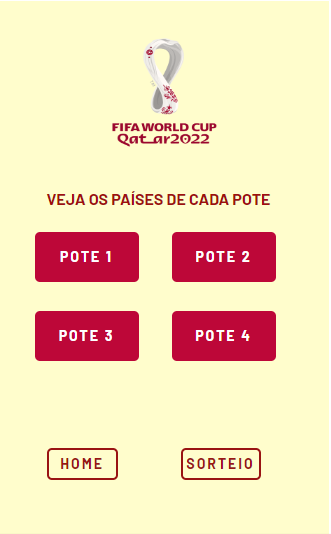 FIFA WORLD CUP
Qatar2022
VEJA OS PAÍSES DE CADA POTE
POTE 1 POTE 2
POTE 3 POTE 4
HOME SORTEIO